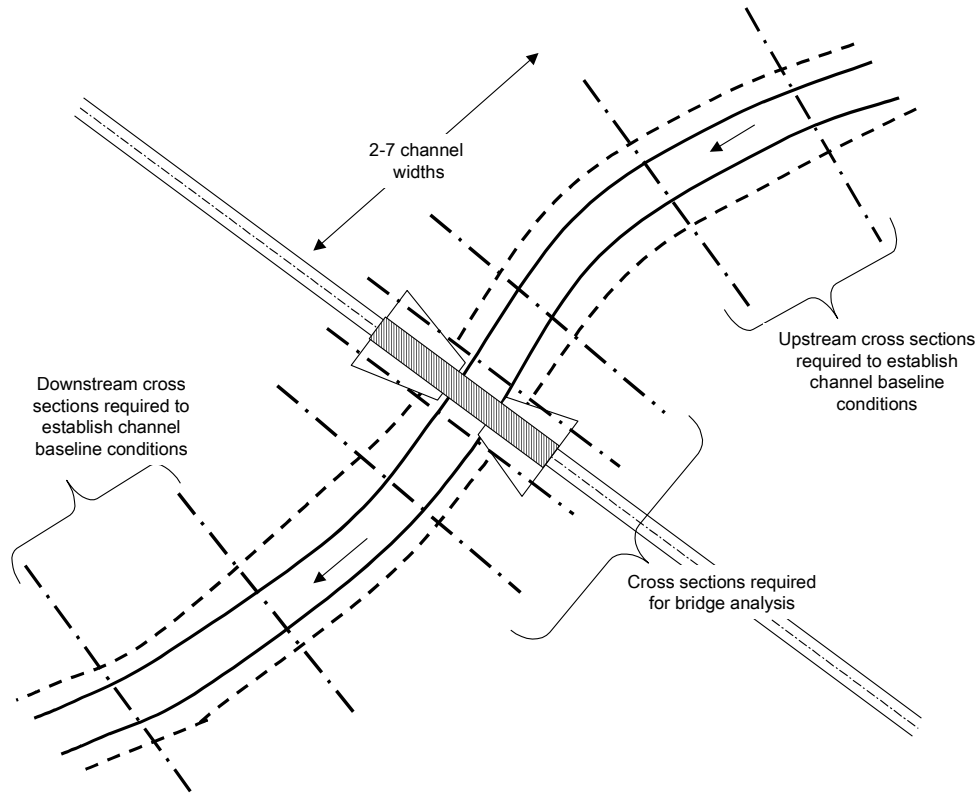 2-7 channel
widths
Upstream cross sections
required to establish
channel baseline
conditions
Downstream cross
sections required to
establish channel
baseline conditions
Cross sections required
for bridge analysis